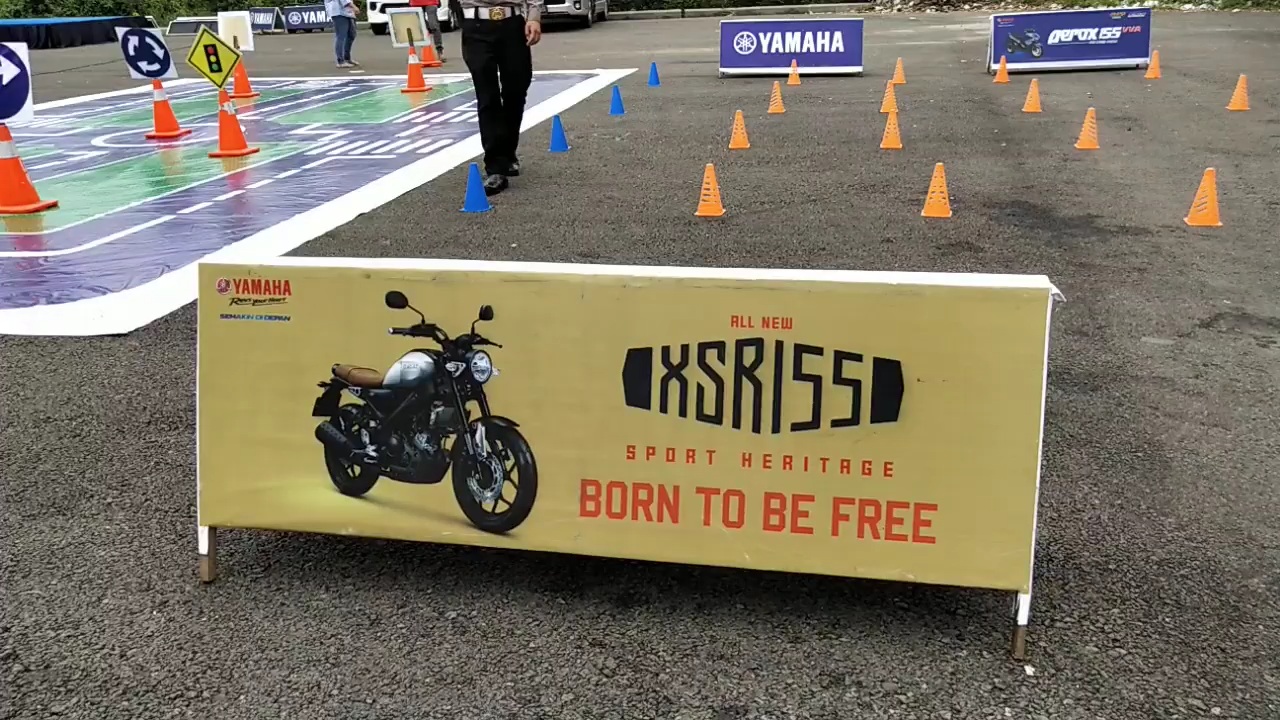 YAMAHA
YAMAHA
AEROX 155 VVA
YAMAHA
Revs Your Heart
SEMAKIN DI DEPAN
ALL NEW
XSR155
SPORT HERITAGE
BORN TO BE FREE